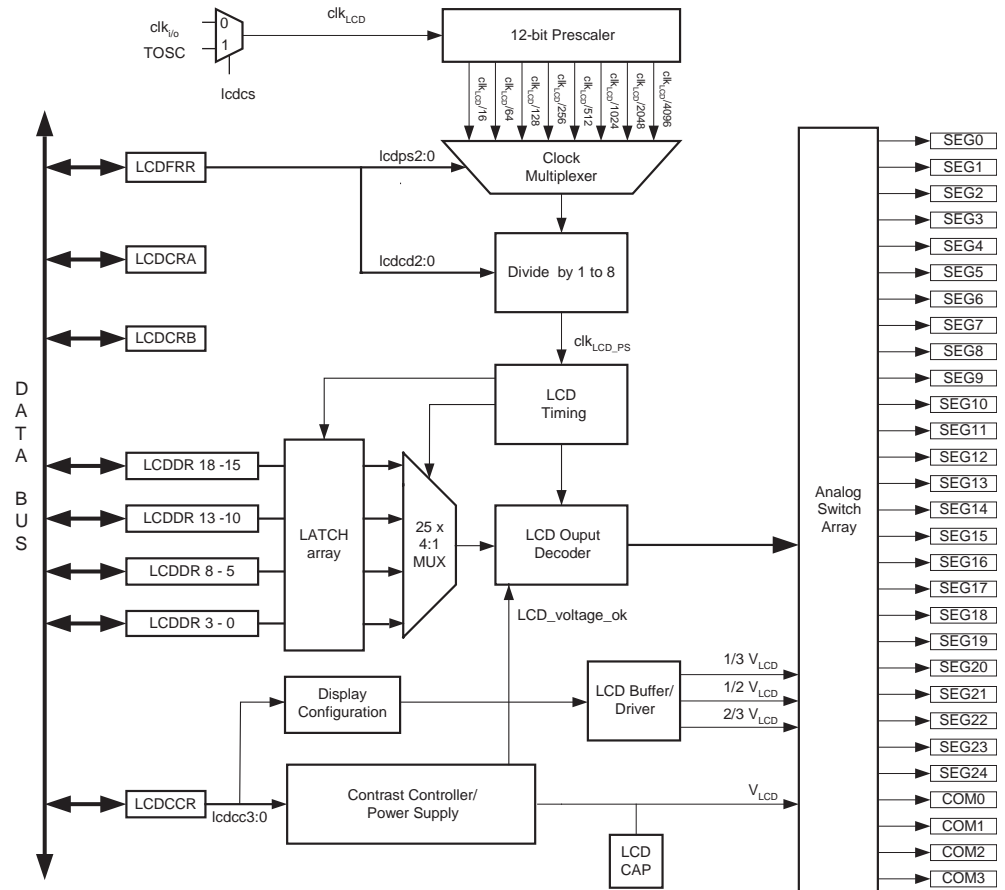 clk_i/o
0
1
TOSC
lcdcs
clk_LCD
12-bit Prescaler
clk_LCD/16
clk_LCD/64
clk_LCD/128
clk_LCD/256
clk_LCD/512
clk_LCD/1024
clk_LCD/2048
clk_LCD/4096
Clock
Multiplexer
LCDFRR
lcdps2:0
lcdcd2:0
Divide by 1 to 8
LCDCRA
LCDCRB
clk_LCD_PS
LCD
Timing
DATA BUS
LCDDR 18 -15
LCDDR 13 -10
LCDDR 8 - 5
LCDDR 3 - 0
LATCH
array
25 x
4:1
MUX
LCD Ouput
Decoder
LCD_voltage_ok
Display
Configuration
LCD Buffer/
Driver
1/3 V_LCD
1/2 V_LCD
2/3 V_LCD
LCDCCR
lcdcc3:0
Contrast Controller/
Power Supply
V_LCD
LCD
CAP
Analog
Switch
Array
SEG0
SEG1
SEG2
SEG3
SEG4
SEG5
SEG6
SEG7
SEG8
SEG9
SEG10
SEG11
SEG12
SEG13
SEG14
SEG15
SEG16
SEG17
SEG18
SEG19
SEG20
SEG21
SEG22
SEG23
SEG24
COM0
COM1
COM2
COM3